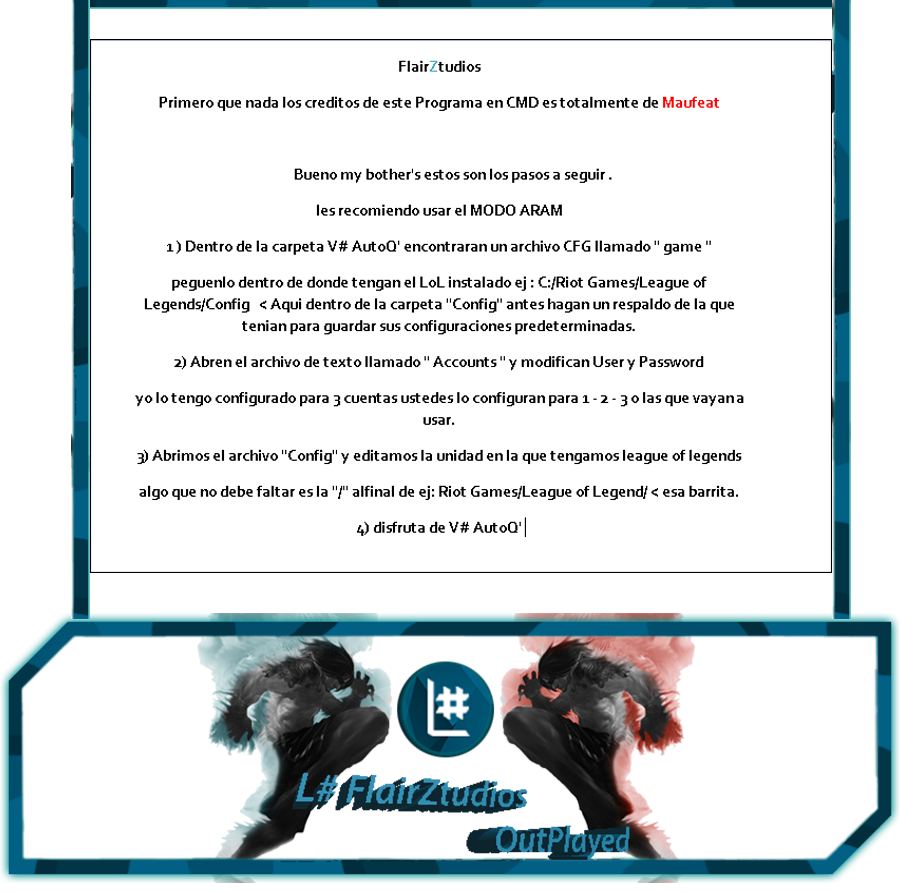 FlairZtudios
Primero que nada los creditos de este Programa en CMD es totalmente de Maufeat
Bueno my bother's estos son los pasos a seguir .
les recomiendo usar el MODO ARAM
1 ) Dentro de la carpeta V# AutoQ' encontraran un archivo CFG llamado " game "
peguenlo dentro de donde tengan el LoL instalado ej : C:/Riot Games/League of
Legends/Config < Aqui dentro de la carpeta "Config" antes hagan un respaldo de la que
tenian para guardar sus configuraciones predeterminadas.
2) Abren el archivo de texto llamado " Accounts " y modifican User y Password
yo lo tengo configurado para 3 cuentas ustedes lo configuran para 1 - 2 - 3 o las que vayan a
usar.
3) Abrimos el archivo "Config" y editamos la unidad en la que tengamos league of legends
algo que no debe faltar es la "/" alfinal de ej: Riot Games/League of Legend/ < esa barrita.
4) disfruta de V# AutoQ'
L#
L# FlairZtudios
OutPlayed